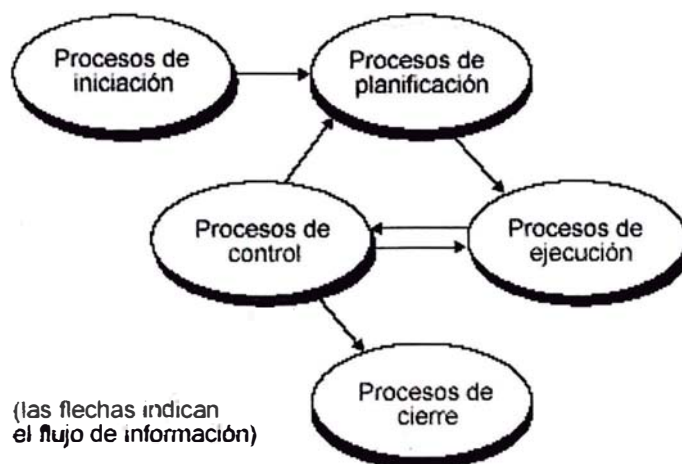 Procesos de
iniciación
Procesos de
planificación
Procesos de
control
Procesos de
ejecución
Procesos de
cierre
(las flechas indican
el flujo de información)